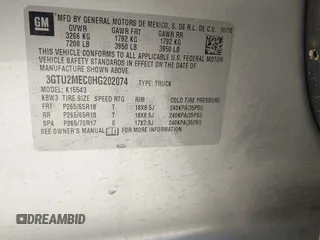 GM
MFD BY GENERAL MOTORS DE MEXICO, S. DE R.L. DE C.V.
GVWR GAWR FRT GAWR RR
3266 KG 1792 KG 1792 KG
7200 LB 3950 LB 3950 LB
THIS VEHICLE CONFORMS TO ALL APPLICABLE U.S. FEDERAL MOTOR
VEHICLE SAFETY
STANDARDS IN EFFECT ON THE DATE OF
MANUFACTURE SHOWN ABOVE.
3GTU2MEC0HG202074 TYPE: TRUCK
MODEL: K15543
TIRE SIZE SPEED RTG RIM COLD TIRE PRESSURE
FRT P265/65R18 T 18X8.5J 240KPA(35PSI)
RR P265/65R18 T 18X8.5J 240KPA(35PSI)
SPA P265/70R17 S 17X7.5J 240KPA(35PSI)
DREAMBID